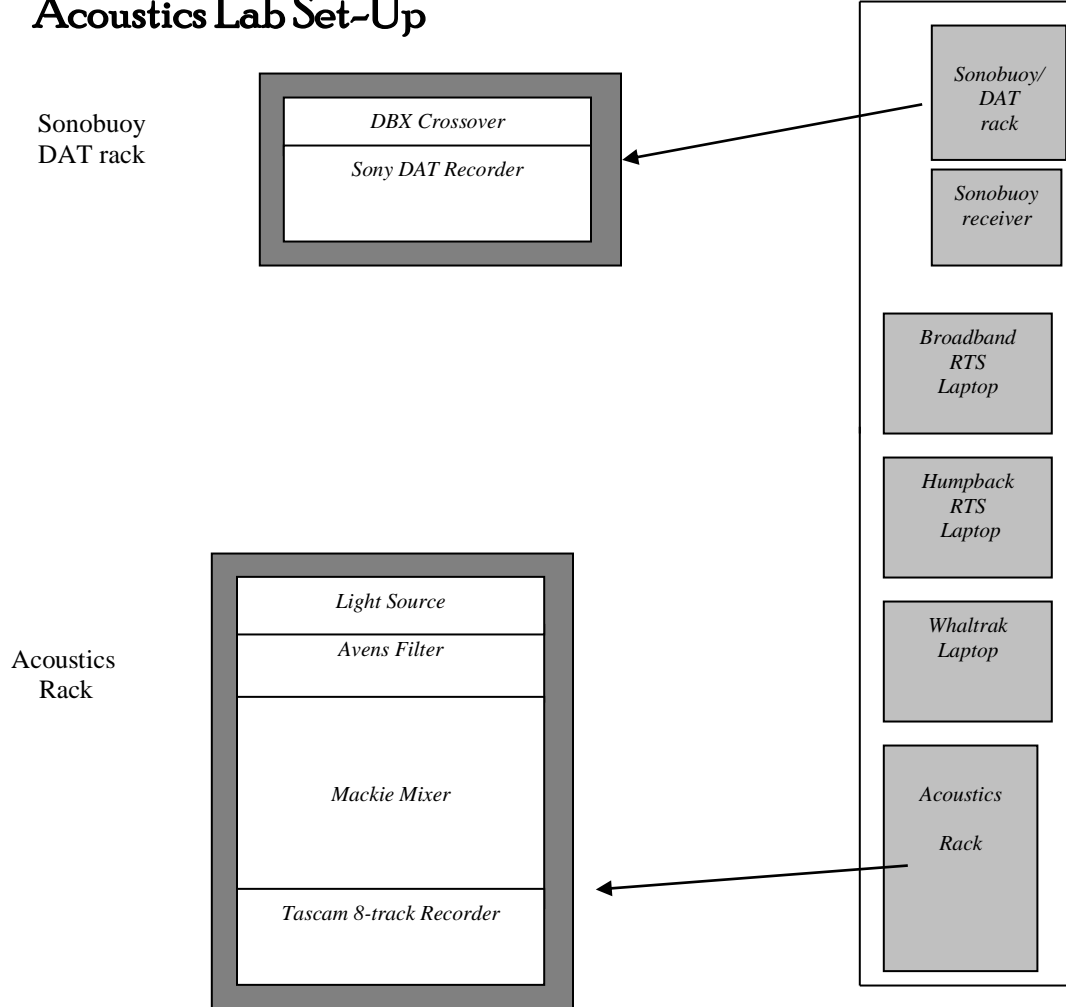 Acoustics Lab Set-Up
Sonobuoy
DAT rack
DBX Crossover
Sony DAT Recorder
Sonobuoy/
DAT
rack
Sonobuoy
receiver
Broadband
RTS
Laptop
Humpback
RTS
Laptop
Whaltrak
Laptop
Acoustics
Rack
Acoustics
Rack
Light Source
Avens Filter
Mackie Mixer
Tascam 8-track Recorder